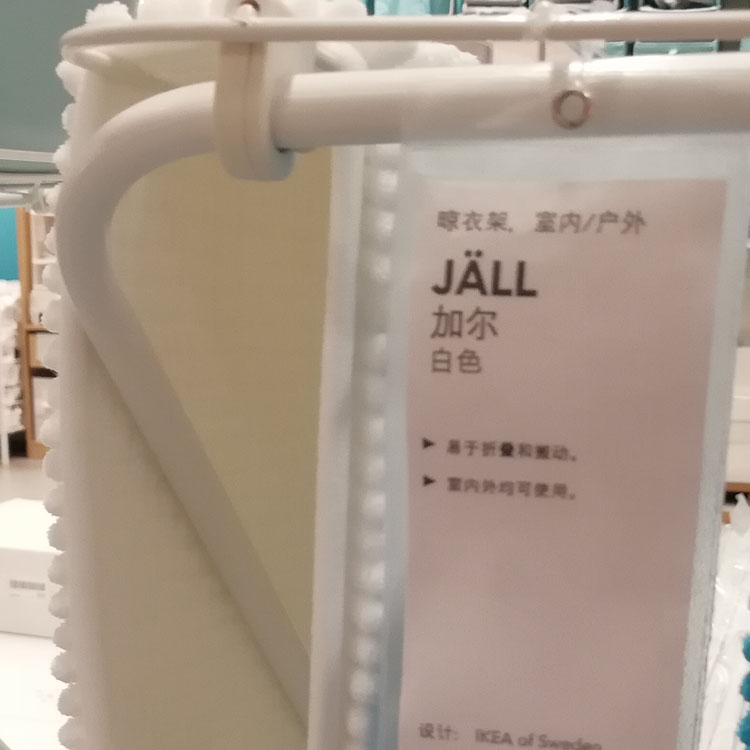 晾衣架，室内/户外
JÄLL
加尔
白色
▶ 易于折叠和搬动。
▶ 室内外均可使用。
设计： IKEA of Sweden